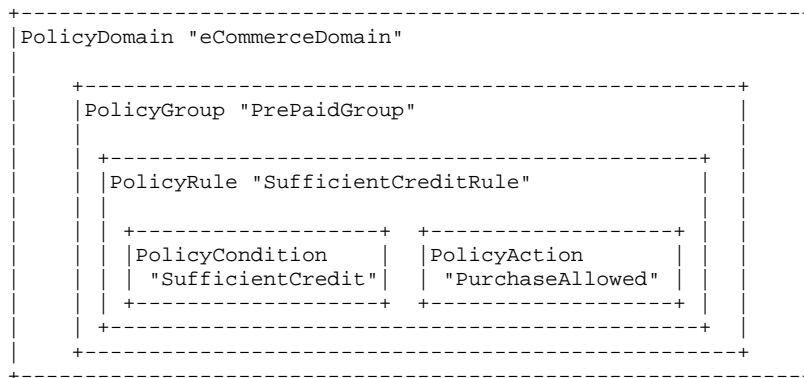 PolicyDomain "eCommerceDomain"
PolicyGroup "PrePaidGroup"
PolicyRule "SufficientCreditRule"
PolicyCondition PolicyAction
"SufficientCredit" "PurchaseAllowed"